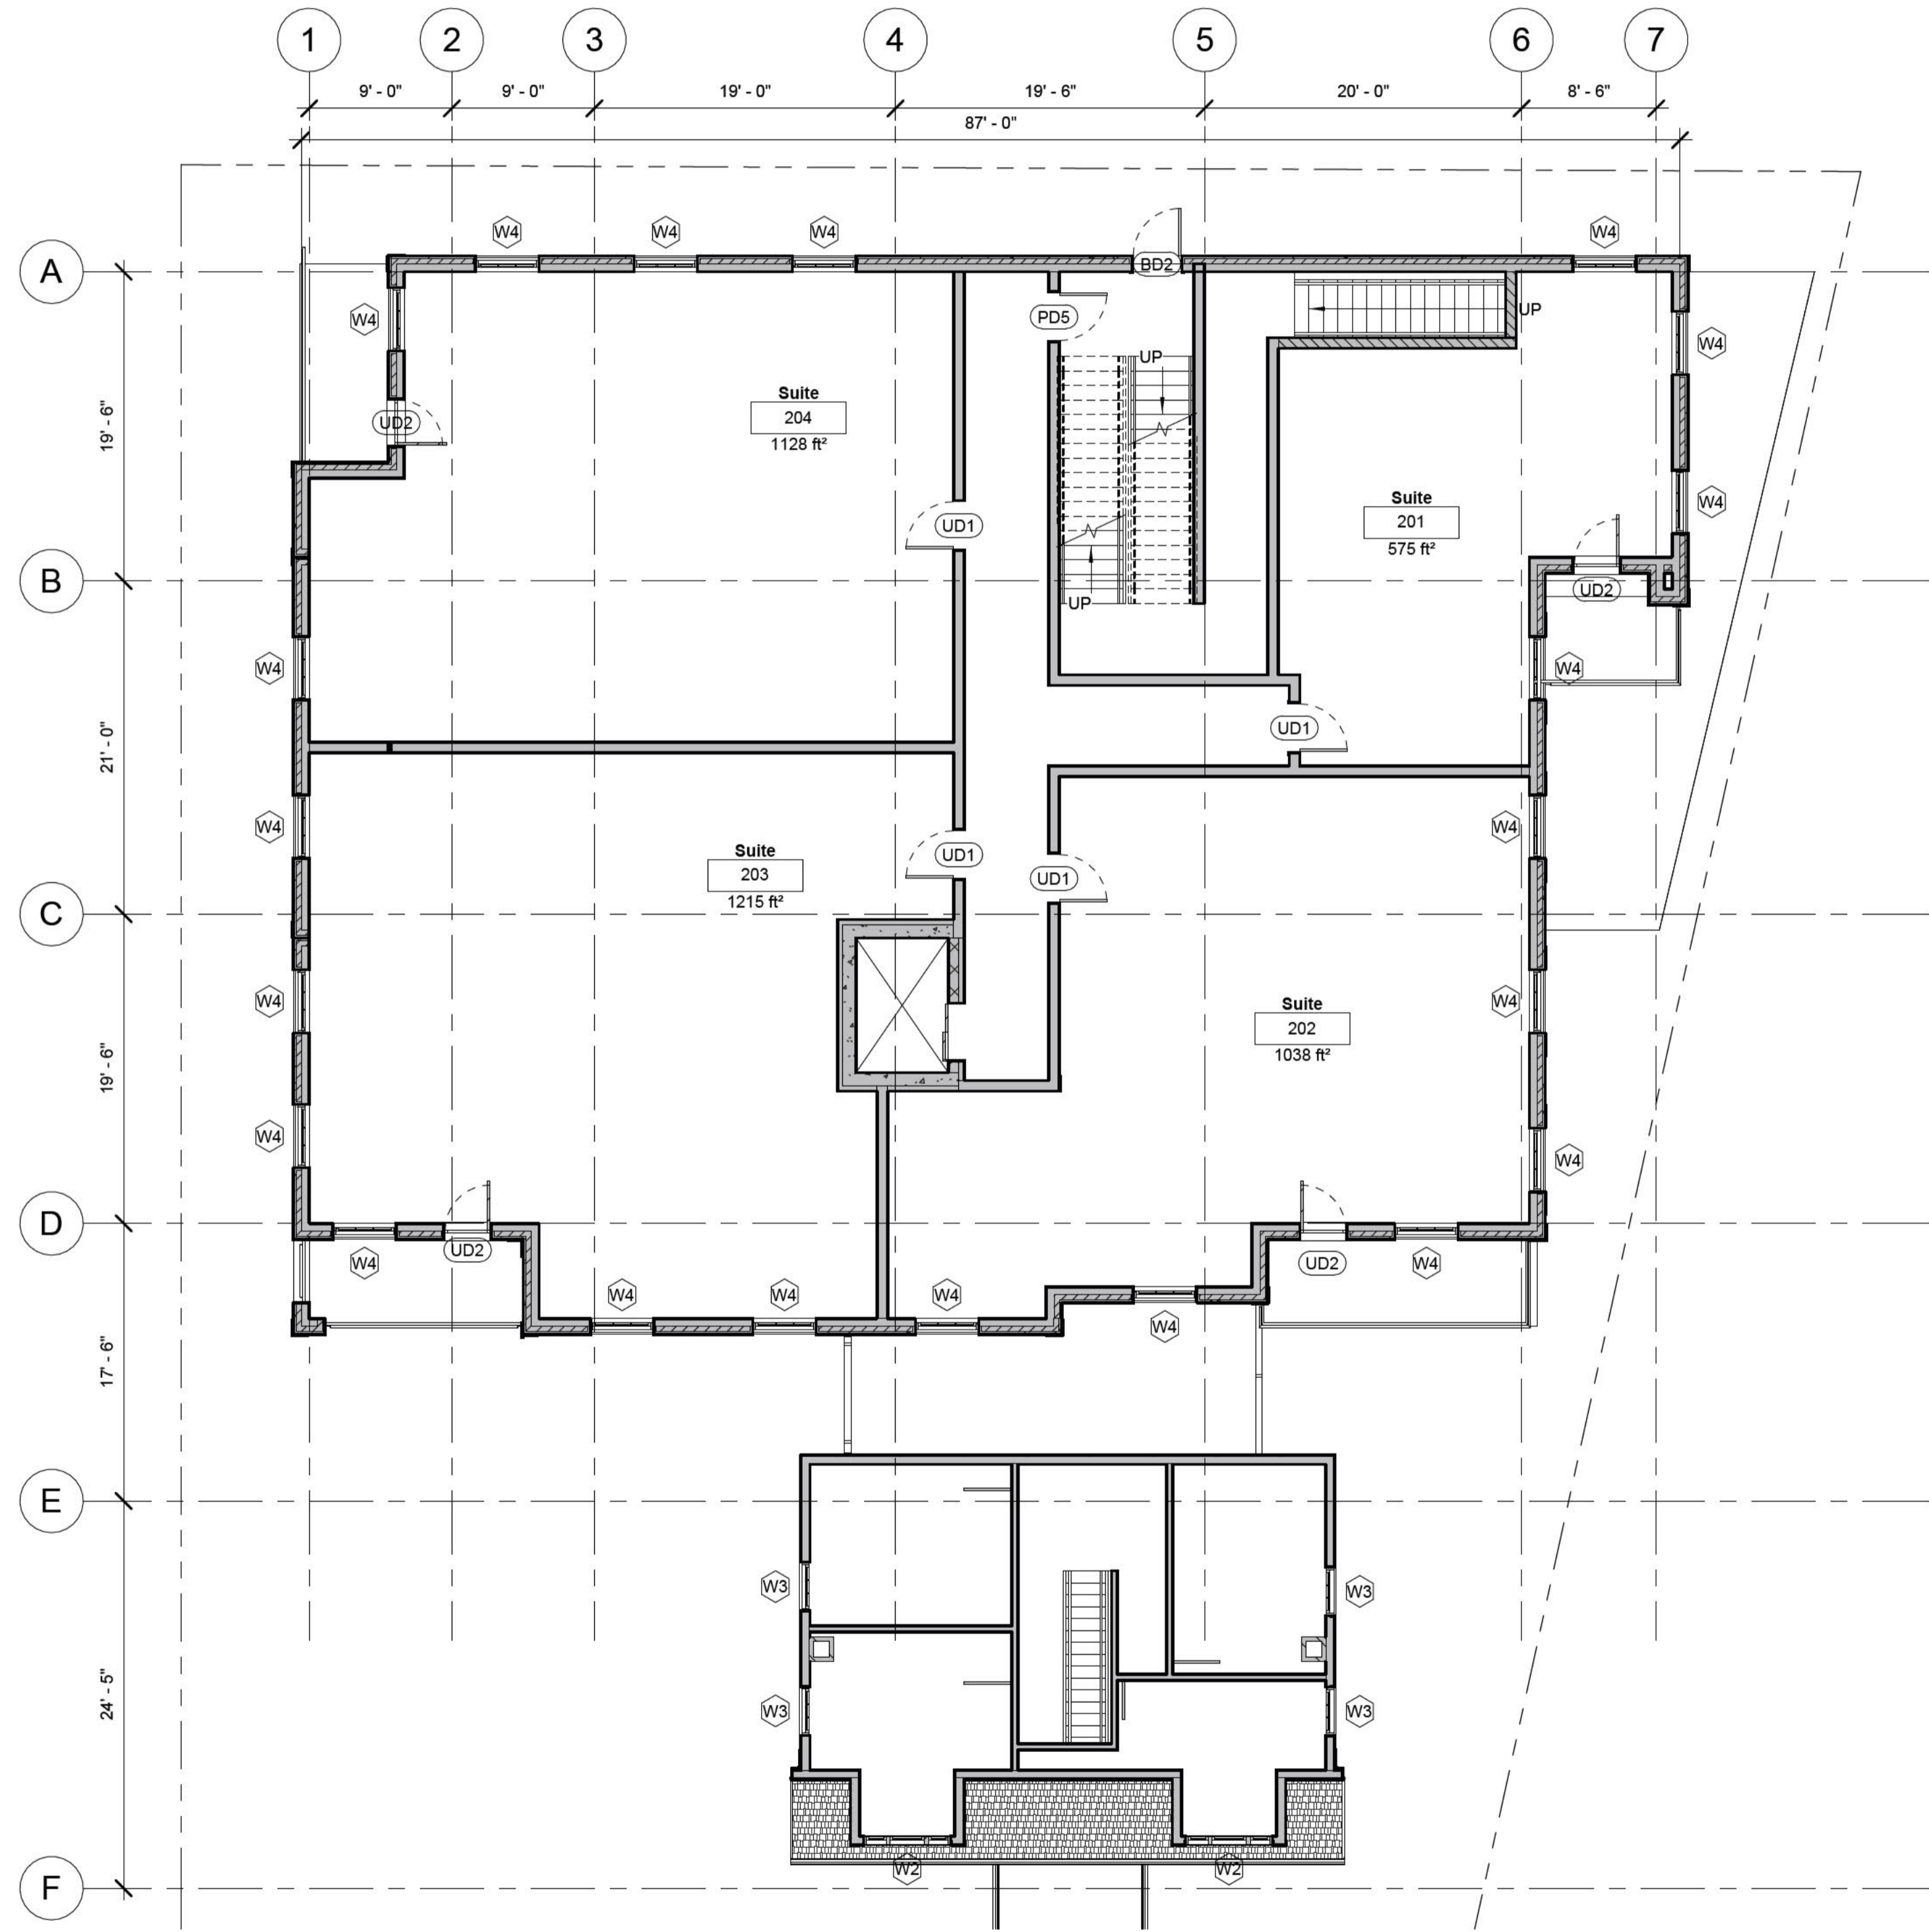 1 2 3 4 5 6 7
9' - 0" 9' - 0" 19' - 0" 19' - 6" 20' - 0" 8' - 6"
87' - 0"
W4 W4 W4 W4
A
BD2
W4 PD5 UP
W4
UP
Suite
204
1128 ft²
19' - 6"
UD2
Suite
201
575 ft²
W4
UD1
B
UD2
UP
W4 W4
UD1
21' - 0"
W4 W4
Suite
203
1215 ft²
UD1
UD1
C
W4 W4
Suite
202
1038 ft²
19' - 6"
W4 W4
D
W4 UD2 UD2 W4
W4 W4 W4
W4
17' - 6"
E
W3 W3
24' - 5"
W3 W3
W2 W2
F